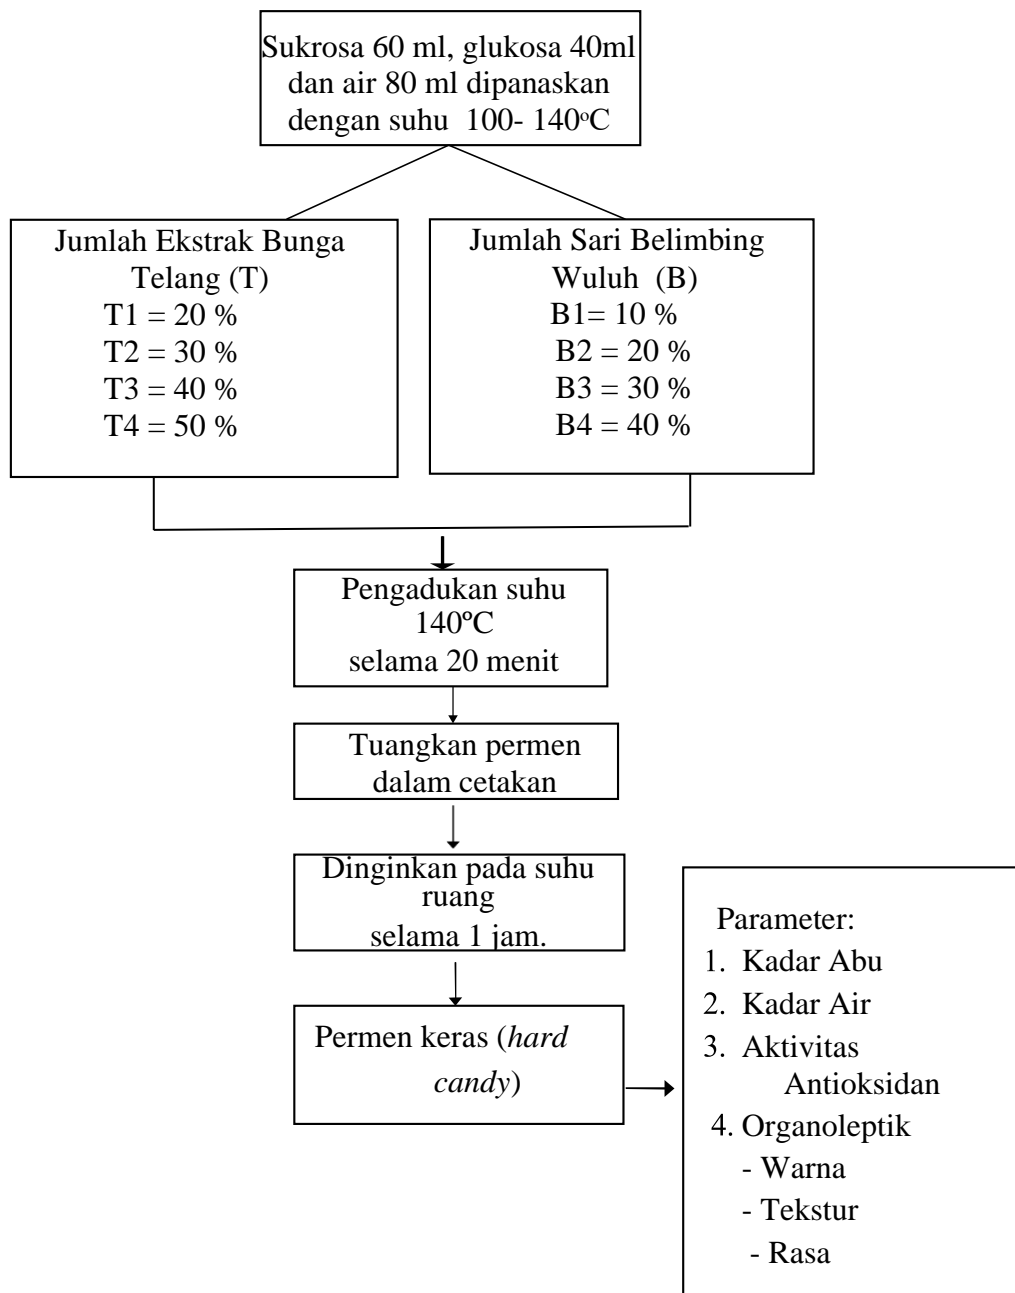 Sukrosa 60 ml, glukosa 40ml
dan air 80 ml dipanaskan
dengan suhu 100- 140°C
Jumlah Ekstrak Bunga
Telang (T)
T1 = 20 %
T2 = 30 %
T3 = 40 %
T4 = 50 %
Jumlah Sari Belimbing
Wuluh (B)
B1= 10 %
B2 = 20 %
B3 = 30 %
B4 = 40 %
Pengadukan suhu
140ºC
selama 20 menit
Tuangkan permen
dalam cetakan
Dinginkan pada suhu
ruang
selama 1 jam.
Permen keras (hard
candy)
Parameter:
1. Kadar Abu
2. Kadar Air
3. Aktivitas
Antioksidan
4. Organoleptik
- Warna
- Tekstur
- Rasa